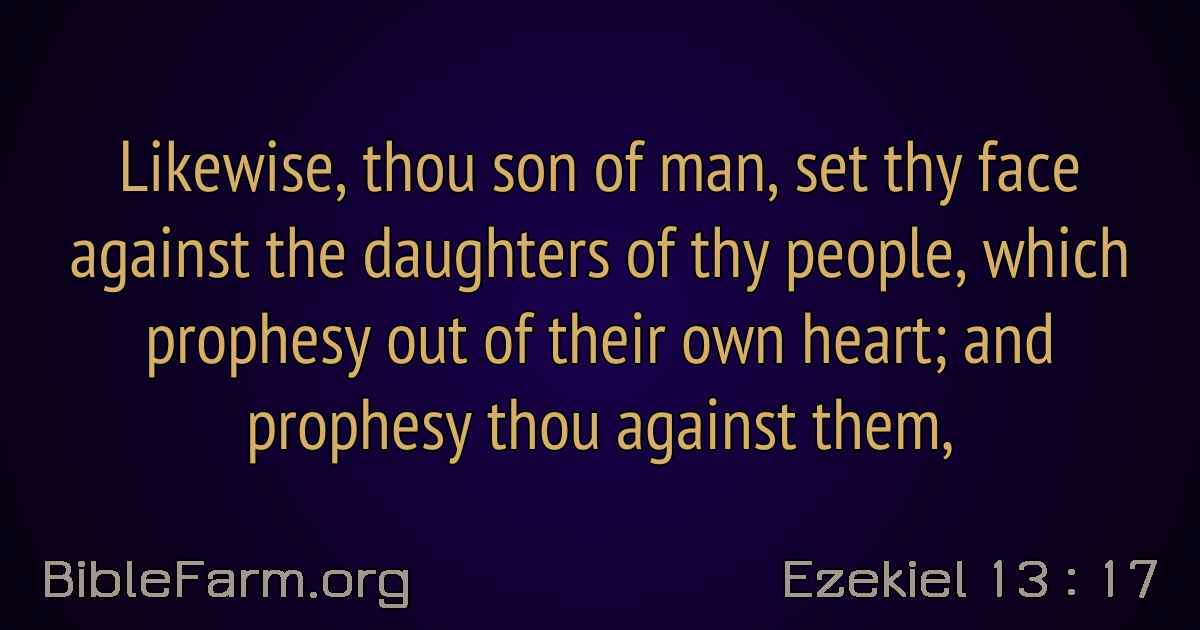 Likewise, thou son of man, set thy face
against the daughters of thy people, which
prophesy out of their own heart; and
prophesy thou against them,
BibleFarm.org
Ezekiel 13 : 17